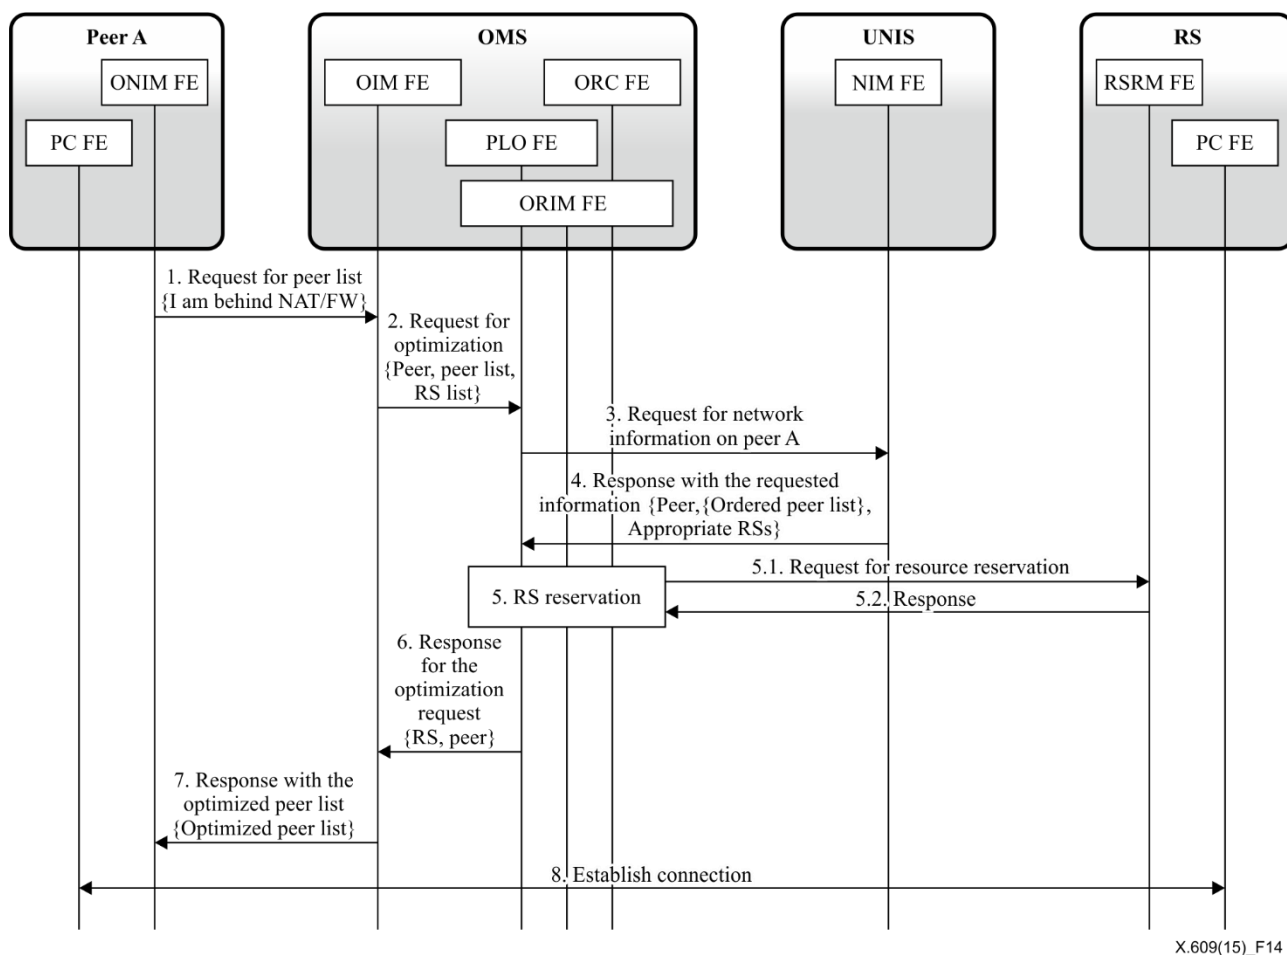 Peer A
OMS
UNIS
RS
ONIM FE
OIM FE
ORC FE
NIM FE
RSRM FE
PC FE
PLO FE
PC FE
ORIM FE
1. Request for peer list
{I am behind NAT/FW}
2. Request for
optimization
{Peer, peer list,
RS list}
3. Request for network
information on peer A
4. Response with the requested
information {Peer,{Ordered peer list},
Appropriate RSs}
5. RS reservation
5.1. Request for resource reservation
5.2. Response
6. Response
for the
optimization
request
{RS, peer}
7. Response with the
optimized peer list
{Optimized peer list}
8. Establish connection
X.609(15)_F14